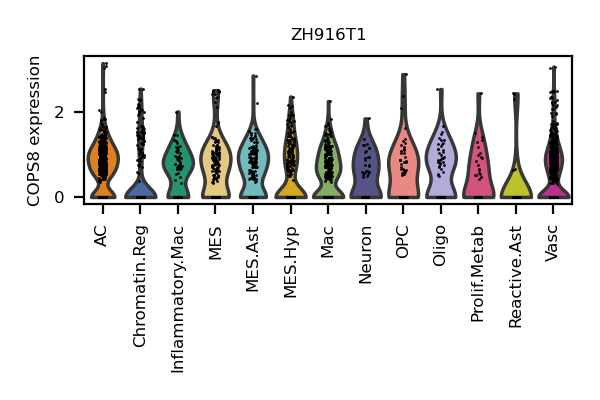 ZH916T1
COPS8 expression
2
0
AC
Chromatin.Reg
Inflammatory.Mac
MES
MES.Ast
MES.Hyp
Mac
Neuron
OPC
Oligo
Prolif.Metab
Reactive.Ast
Vasc